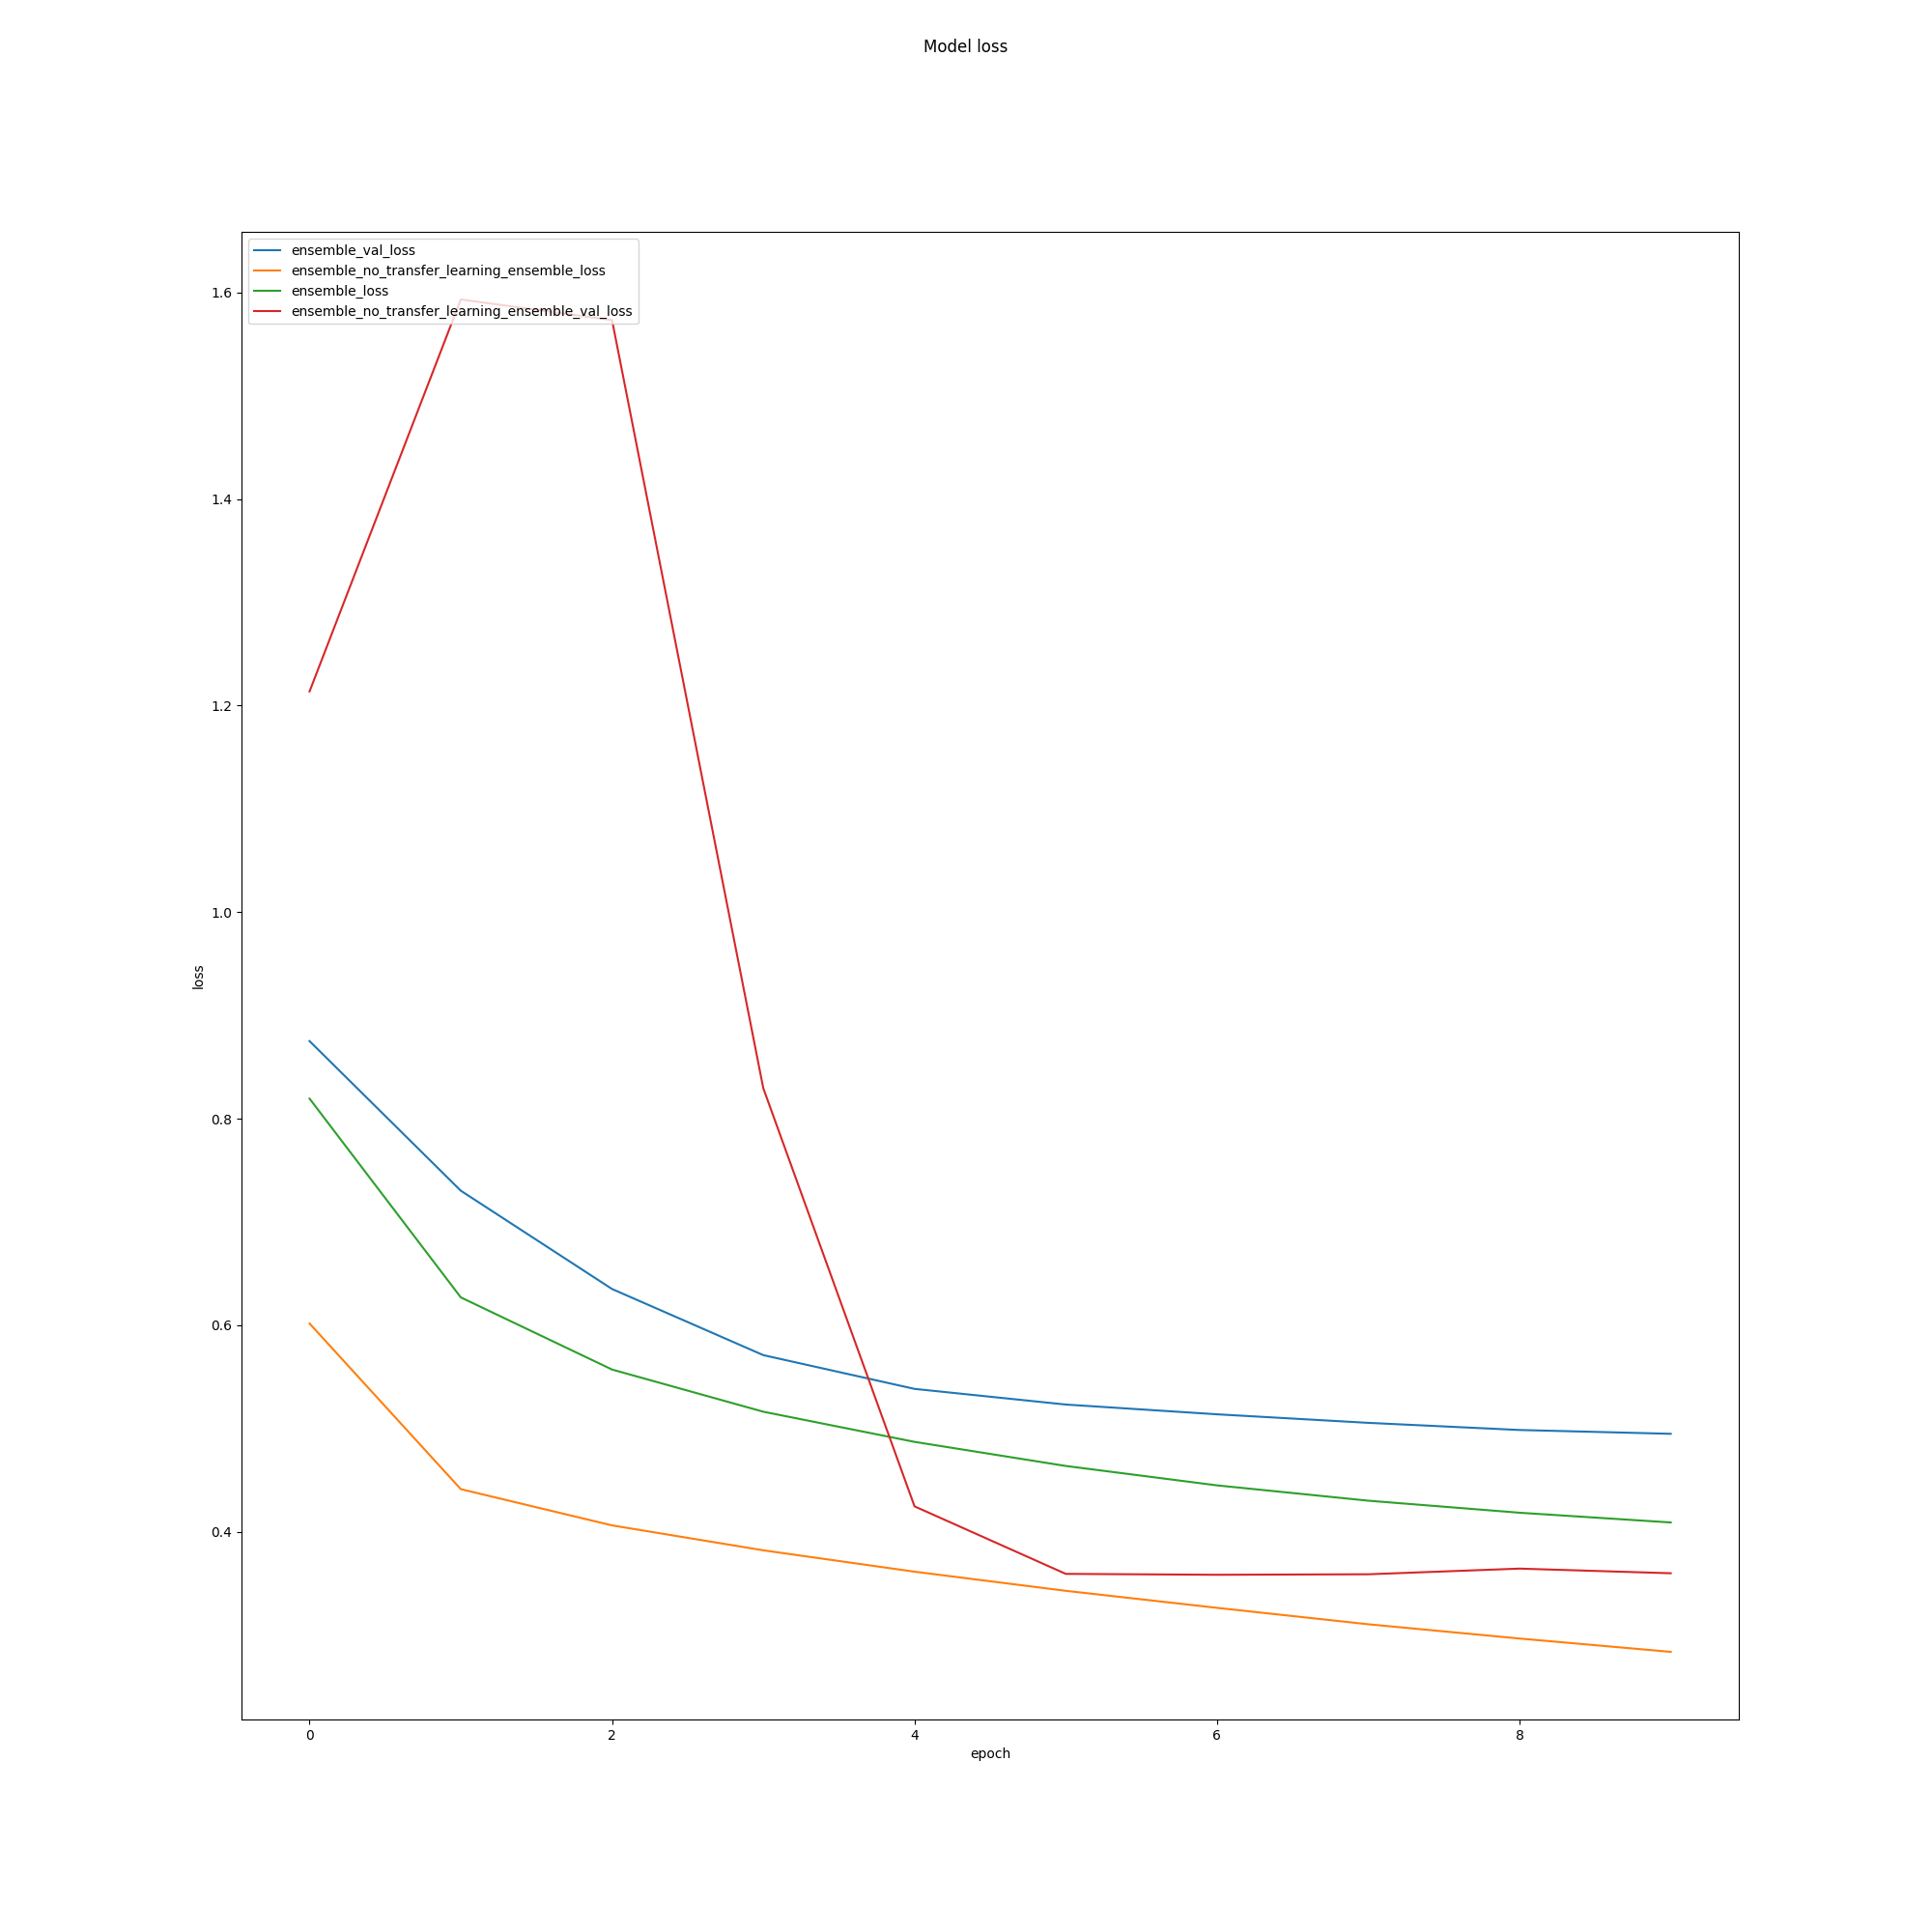 Model loss
ensemble_val_loss
ensemble_no_transfer_learning_ensemble_loss
ensemble_loss
ensemble_no_transfer_learning_ensemble_val_loss
1.6
1.4
1.2
1.0
0.8
0.6
0.4
loss
0 2 4 6 8
epoch